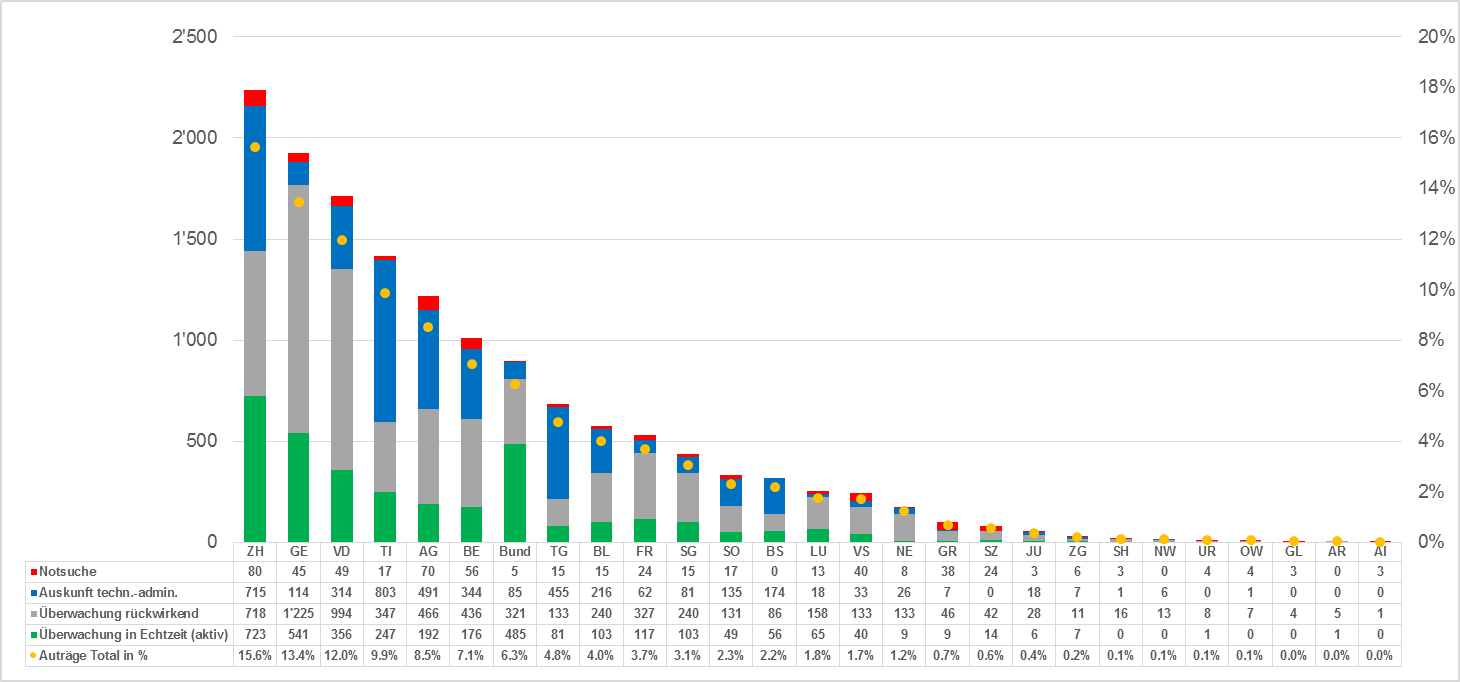 2'500 20%
18%
2'000 16%
14%
1'500 12%
10%
1'000 8%
6%
500 4%
2%
0 0%
ZH GE VD TI AG BE Bund TG BL FR SG SO BS LU VS NE GR SZ JU ZG SH NW UR OW GL AR AI
Notsuche 80 45 49 17 70 56 5 15 15 24 15 17 0 13 40 8 38 24 3 6 3 0 4 4 3 0 3
Auskunft techn.-admin. 715 114 314 803 491 344 85 455 216 62 81 135 174 18 33 26 7 0 18 7 1 6 0 1 0 0 0
Überwachung rückwirkend 718 1'225 994 347 466 436 321 133 240 327 240 131 86 158 133 133 46 42 28 11 16 13 8 7 4 5 1
Überwachung in Echtzeit (aktiv) 723 541 356 247 192 176 485 81 103 117 103 49 56 65 40 9 9 14 6 7 0 0 1 0 0 1 0
Auträge Total in % 15.6% 13.4% 12.0% 9.9% 8.5% 7.1% 6.3% 4.8% 4.0% 3.7% 3.1% 2.3% 2.2% 1.8% 1.7% 1.2% 0.7% 0.6% 0.4% 0.2% 0.1% 0.1% 0.1% 0.1% 0.0% 0.0% 0.0%